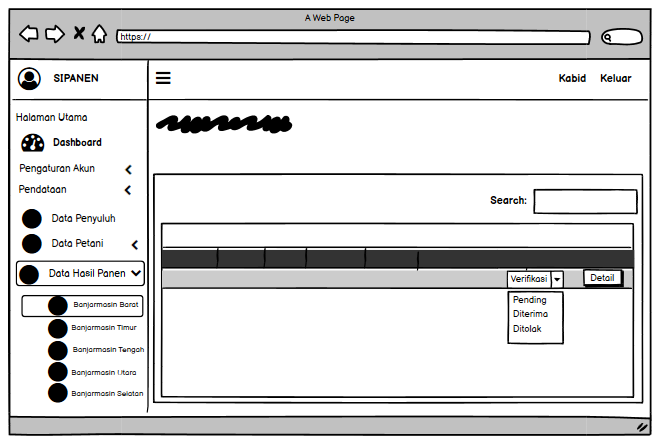 A Web Page
https://
SIPANEN
Kabid Keluar
Halaman Utama
Dashboard
Pengaturan Akun
Pendataan
Data Penyuluh
Data Petani
Data Hasil Panen
Banjarmasin Barat
Banjarmasin Timur
Banjarmasin Tengah
Banjarmasin Utara
Banjarmasin Selatan
Search:
Verifikasi Detail
Pending
Diterima
Ditolak